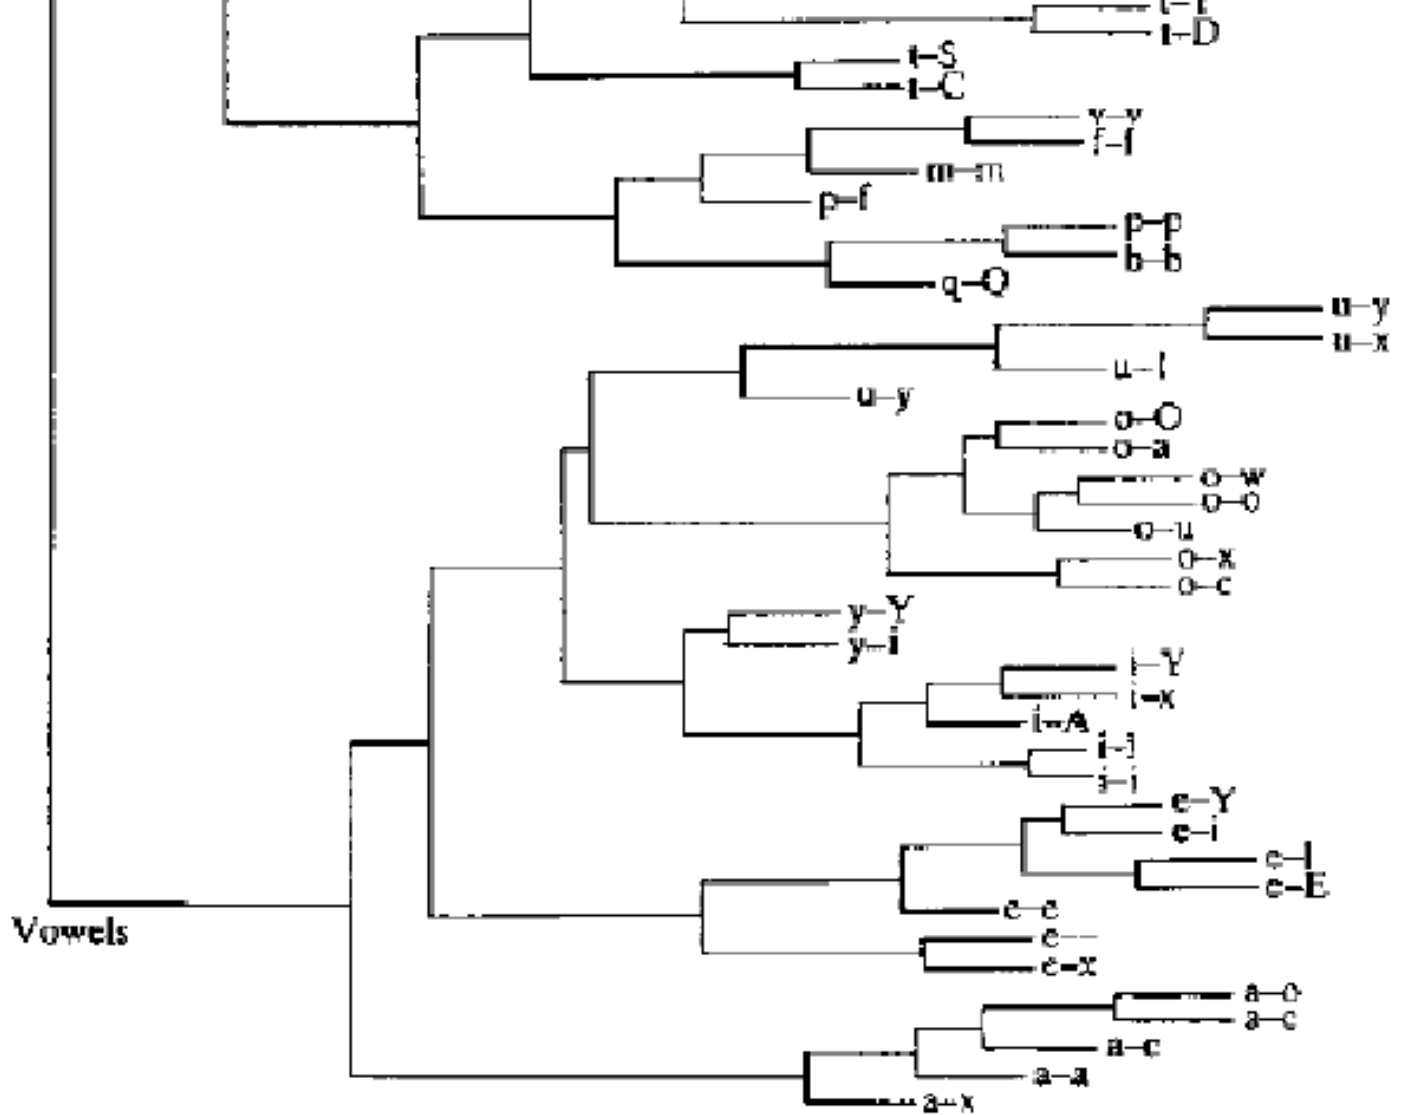 t-D
t-S
t-C
v-v
f-f
m-m
p-f
p-p
b-b
q-Q
u-y
u-x
u-y
o-O
o-a
o-w
o-o
o-u
o-x
o-c
y-Y
y-i
i-Y
i-x
i-A
e-Y
e-i
e-I
e-E
Vowels
e-e
e--
e-x
a-o
a-c
a-a
a-x